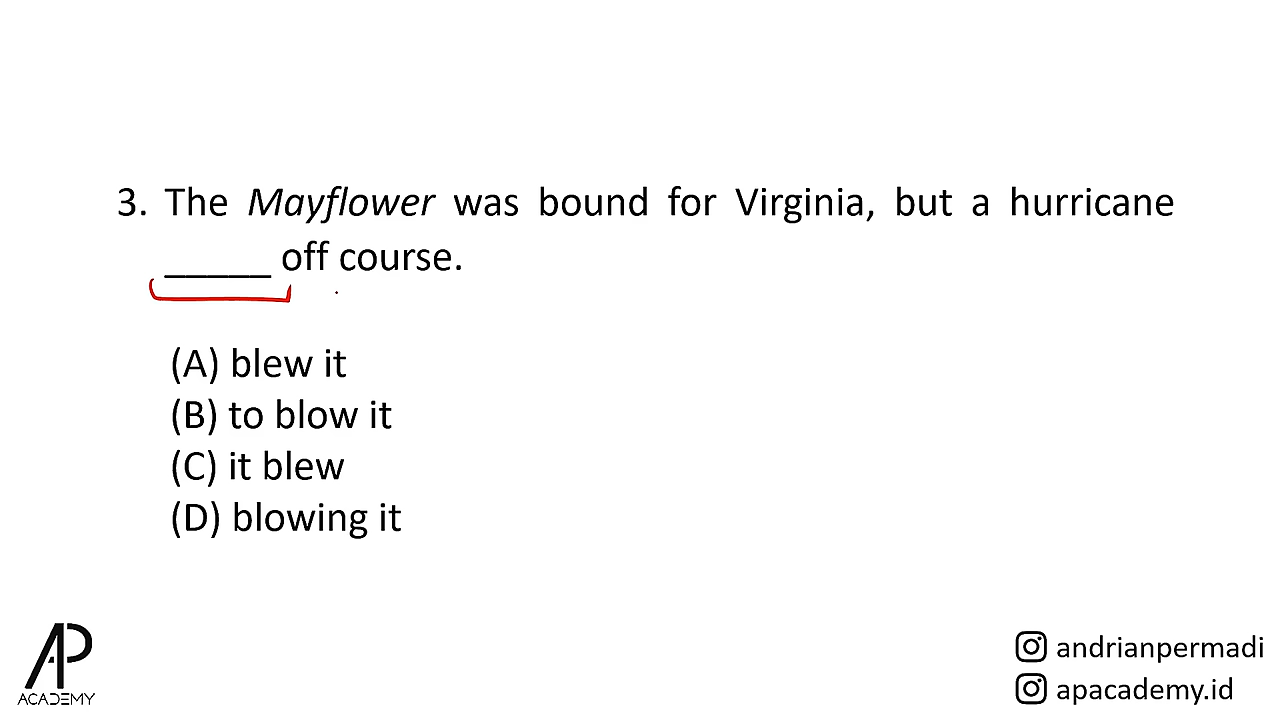 3. The Mayflower was bound for Virginia, but a hurricane
_____ off course.
(A) blew it
(B) to blow it
(C) it blew
(D) blowing it
AP
ACADEMY
andrianpermadi
apacademy.id